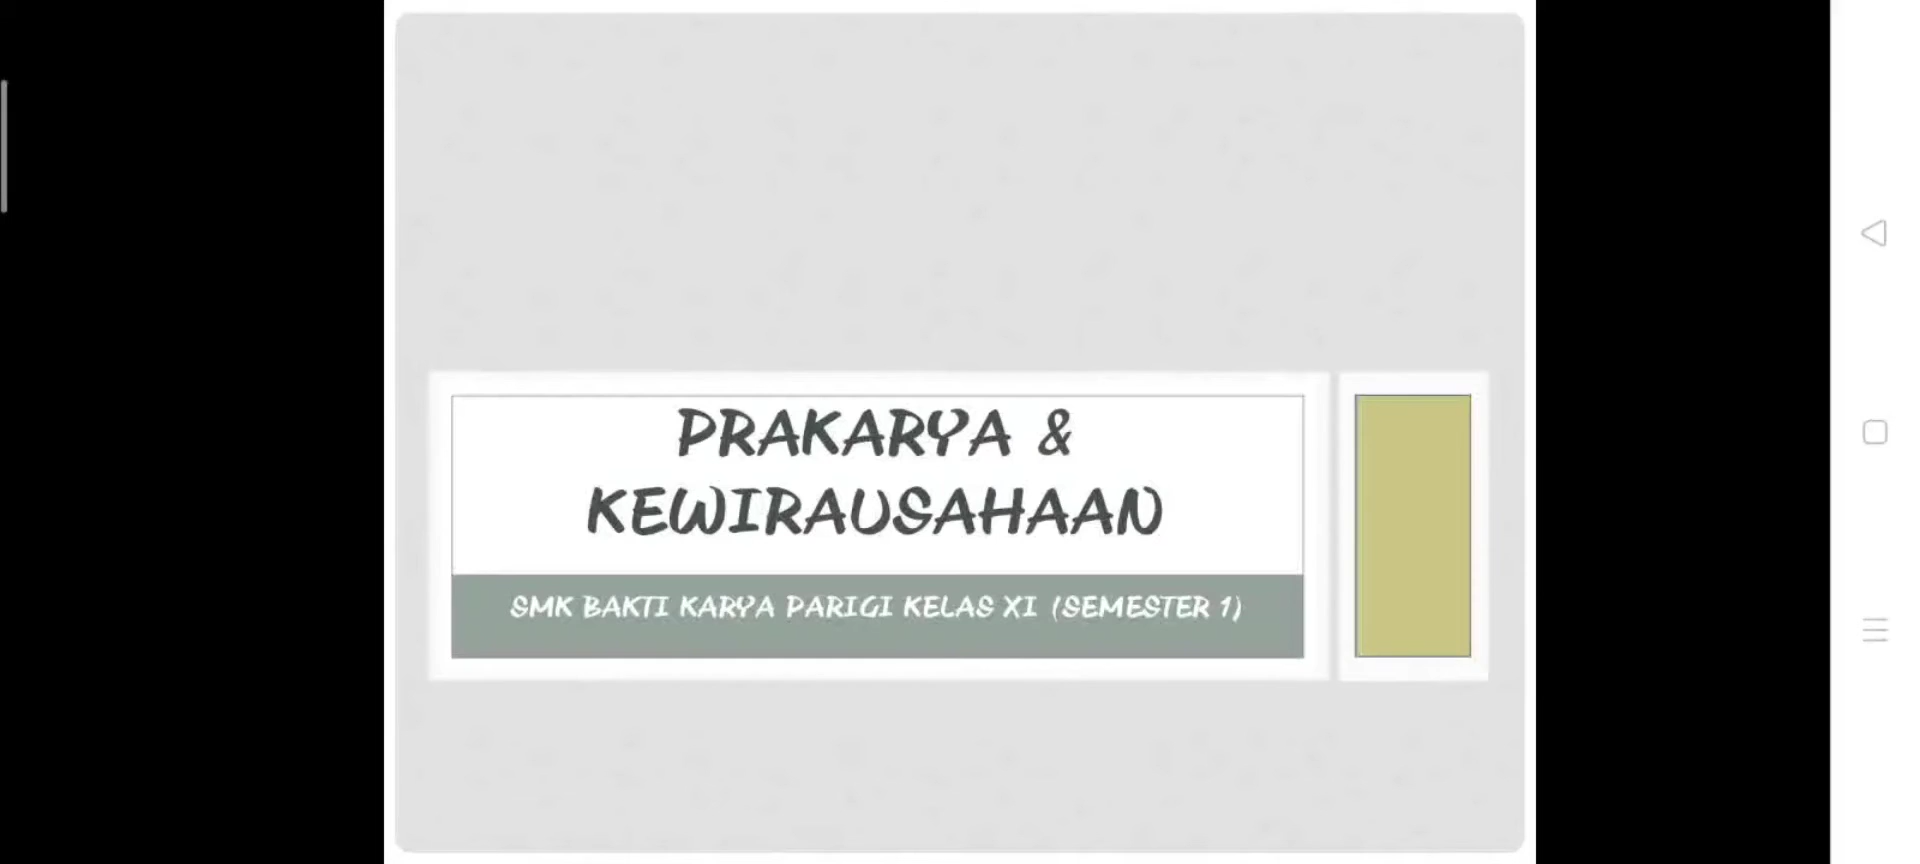 PRAKARYA &
KEWIRAUSAHAAN
SMK BAKTI KARYA PARIGI KELAS XI (SEMESTER 1)